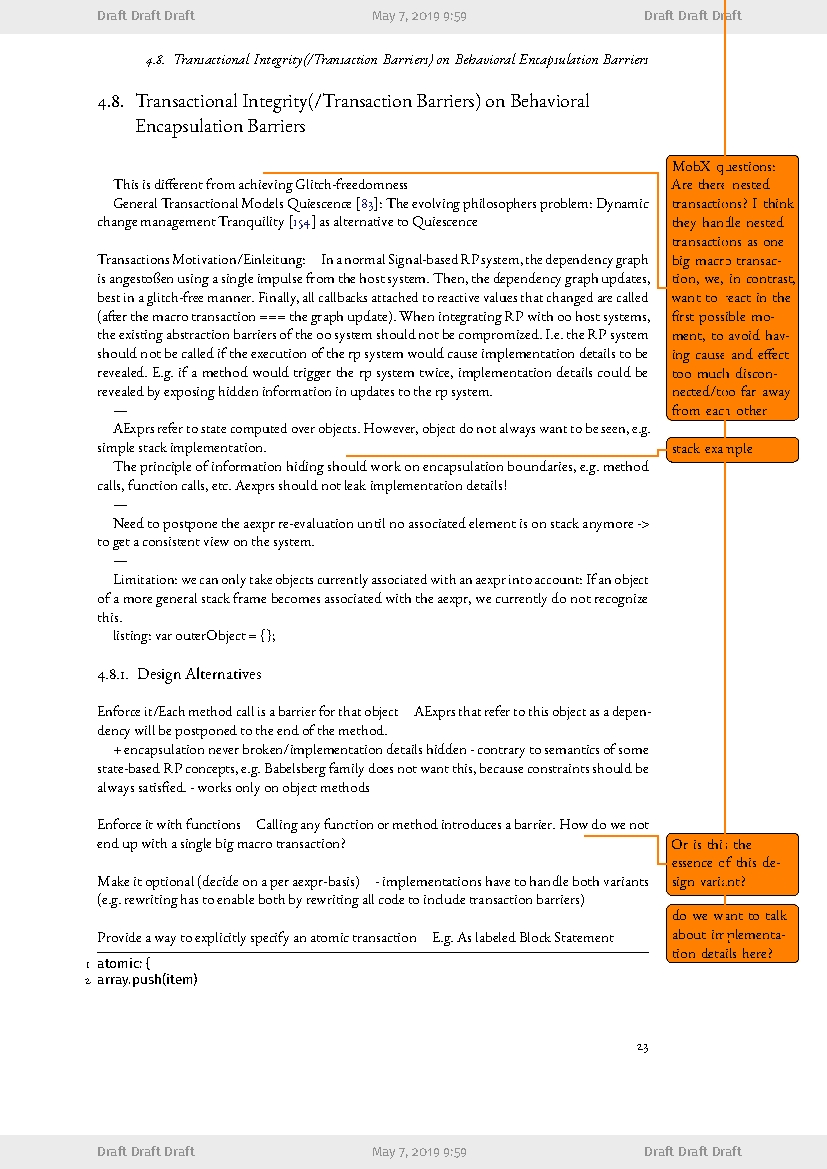 Draft Draft Draft May 7, 2019 9:59 Draft Draft Draft
4.8. Transactional Integrity(/Transaction Barriers) on Behavioral Encapsulation Barriers
4.8. Transactional Integrity(/Transaction Barriers) on Behavioral
Encapsulation Barriers
This is different from achieving Glitch-freedomness
General Transactional Models Quiescence [83]: The evolving philosophers problem: Dynamic
change management Tranquility [154] as alternative to Quiescence
Transactions Motivation/Einleitung: In a normal Signal-based RP system, the dependency graph
is angestoßen using a single impulse from the host system. Then, the dependency graph updates,
best in a glitch-free manner. Finally, all callbacks attached to reactive values that changed are called
(after the macro transaction === the graph update). When integrating RP with oo host systems,
the existing abstraction barriers of the oo system should not be compromized. I.e. the RP system
should not be called if the execution of the rp system would cause implementation details to be
revealed. E.g. if a method would trigger the rp system twice, implementation details could be
revealed by exposing hidden information in updates to the rp system.
—
AExprs refer to state computed over objects. However, object do not always want to be seen, e.g.
simple stack implementation.
The principle of information hiding should work on encapsulation boundaries, e.g. method
calls, function calls, etc. Aexprs should not leak implementation details!
—
Need to postpone the aexpr re-evaluation until no associated element is on stack anymore ->
to get a consistent view on the system.
—
Limitation: we can only take objects currently associated with an aexpr into account: If an object
of a more general stack frame becomes associated with the aexpr, we currently do not recognize
this.
listing: var outerObject = {};
4.8.1. Design Alternatives
Enforce it/Each method call is a barrier for that object AExprs that refer to this object as a depen-
dency will be postponed to the end of the method.
+ encapsulation never broken/implementation details hidden - contrary to semantics of some
state-based RP concepts, e.g. Babelsberg family does not want this, because constraints should be
always satisfied. - works only on object methods
Enforce it with functions Calling any function or method introduces a barrier. How do we not
end up with a single big macro transaction?
Make it optional (decide on a per aexpr-basis) - implementations have to handle both variants
(e.g. rewriting has to enable both by rewriting all code to include transaction barriers)
Provide a way to explicitly specify an atomic transaction E.g. As labeled Block Statement
1 atomic: {
2 array.push(item)
MobX questions:
Are there nested
transactions? I think
they handle nested
transactions as one
big macro transac-
tion, we, in contrast,
want to react in the
first possible mo-
ment, to avoid hav-
ing cause and effect
too much discon-
nected/too far away
from each other
stack example
Or is this the
essence of this de-
sign variant?
do we want to talk
about implementa-
tion details here?
23
Draft Draft Draft May 7, 2019 9:59 Draft Draft Draft